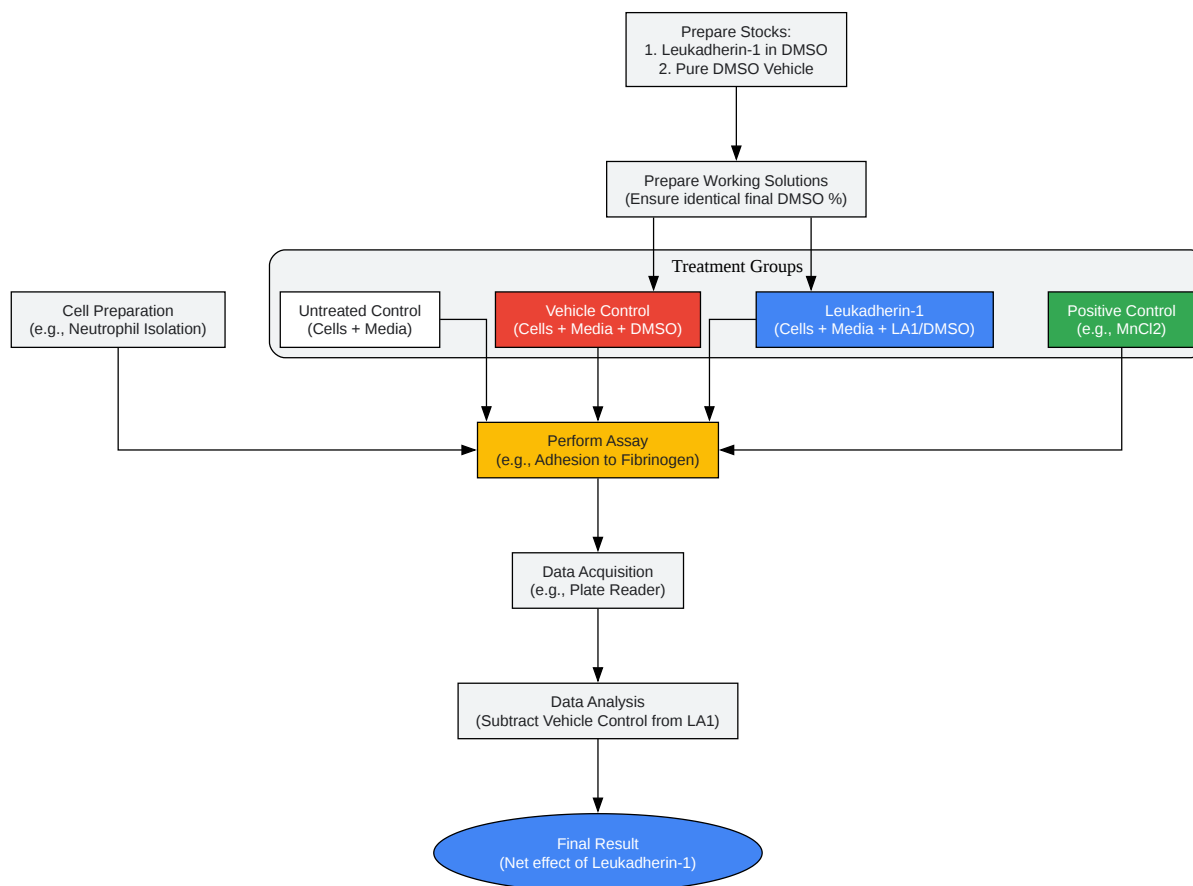 Prepare Stocks:
1. Leukadherin-1 in DMSO
2. Pure DMSO Vehicle
Prepare Working Solutions
(Ensure identical final DMSO %)
Treatment Groups
Cell Preparation
(e.g., Neutrophil Isolation)
Untreated Control
(Cells + Media)
Vehicle Control
(Cells + Media + DMSO)
Leukadherin-1
(Cells + Media + LA1/DMSO)
Positive Control
(e.g., MnCl2)
Perform Assay
(e.g., Adhesion to Fibrinogen)
Data Acquisition
(e.g., Plate Reader)
Data Analysis
(Subtract Vehicle Control from LA1)
Final Result
(Net effect of Leukadherin-1)